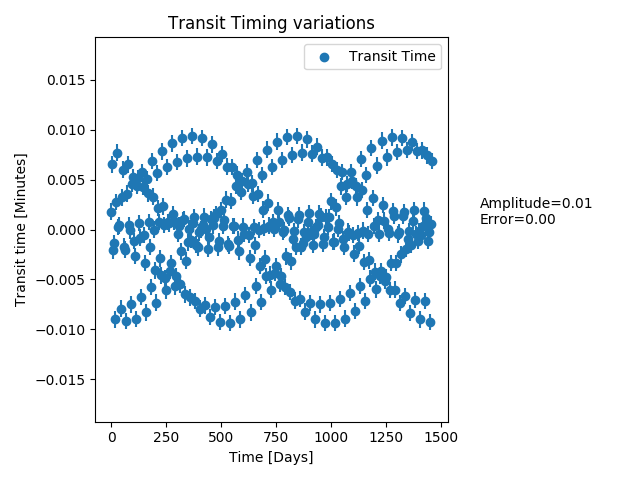 Transit Timing variations
Transit Time
0.015
0.010
0.005
0.000
−0.005
−0.010
−0.015
Transit time [Minutes]
0
250
500
750
1000
1250
1500
Time [Days]
Amplitude=0.01
Error=0.00